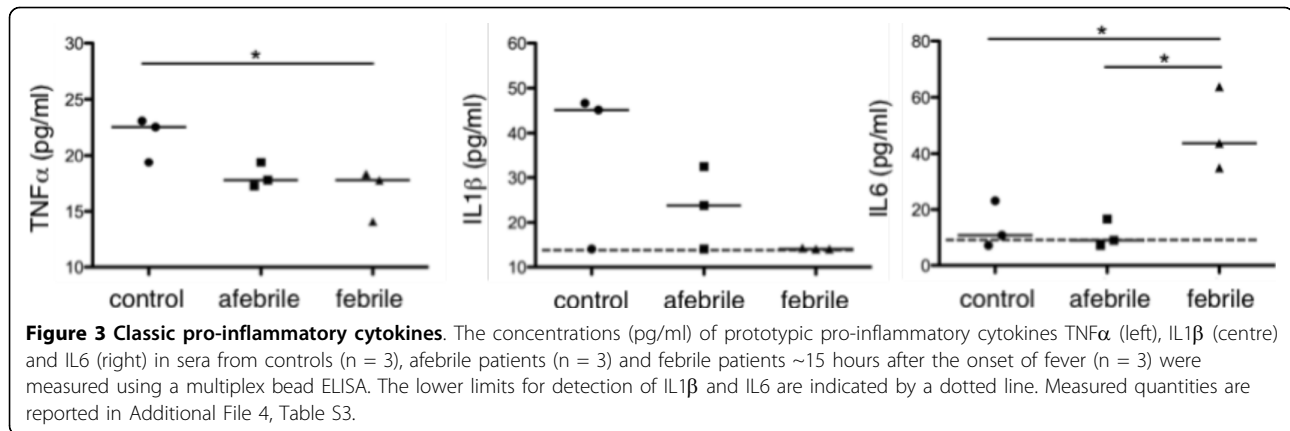 30
25
20
15
10
TNFα (pg/ml)
*
control afebrile febrile
60
50
40
30
20
10
IL1β (pg/ml)
control afebrile febrile
80
60
40
20
0
IL6 (pg/ml)
*
*
control afebrile febrile
Figure 3 Classic pro-inflammatory cytokines. The concentrations (pg/ml) of prototypic pro-inflammatory cytokines TNFα (left), IL1β (centre)
and IL6 (right) in sera from controls (n = 3), afebrile patients (n = 3) and febrile patients ~15 hours after the onset of fever (n = 3) were
measured using a multiplex bead ELISA. The lower limits for detection of IL1β and IL6 are indicated by a dotted line. Measured quantities are
reported in Additional File 4, Table S3.